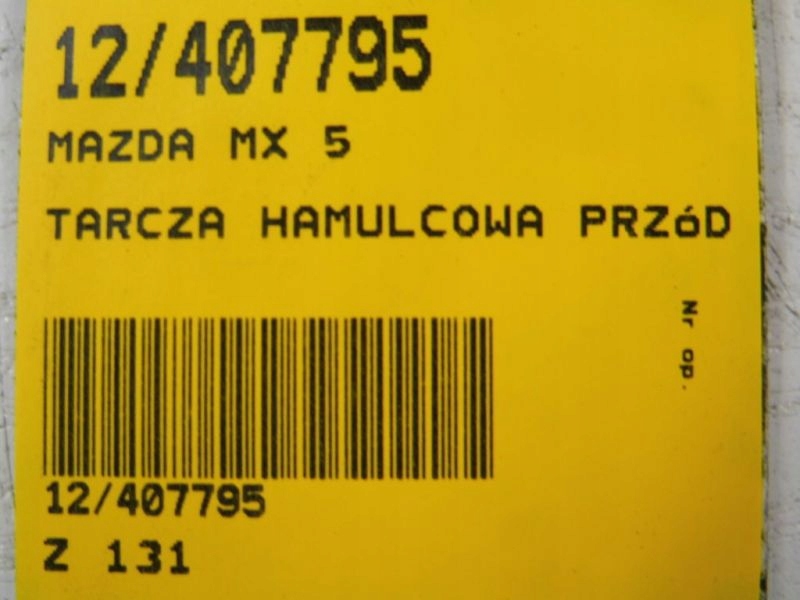 12/407795
MAZDA MX 5
TARCZA HAMULCOWA PRZóD
Nr op.
12/407795
Z 131